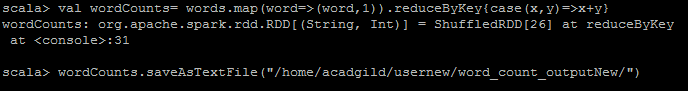 scala> val wordCounts= words.map(word=>(word,1)).reduceByKey{case(x,y)=>x+y}
wordCounts: org.apache.spark.rdd.RDD[(String, Int)] = ShuffledRDD[26] at reduceByKey
 at <console>:31
scala> wordCounts.saveAsTextFile("/home/acadgild/usernew/word_count_outputNew/")